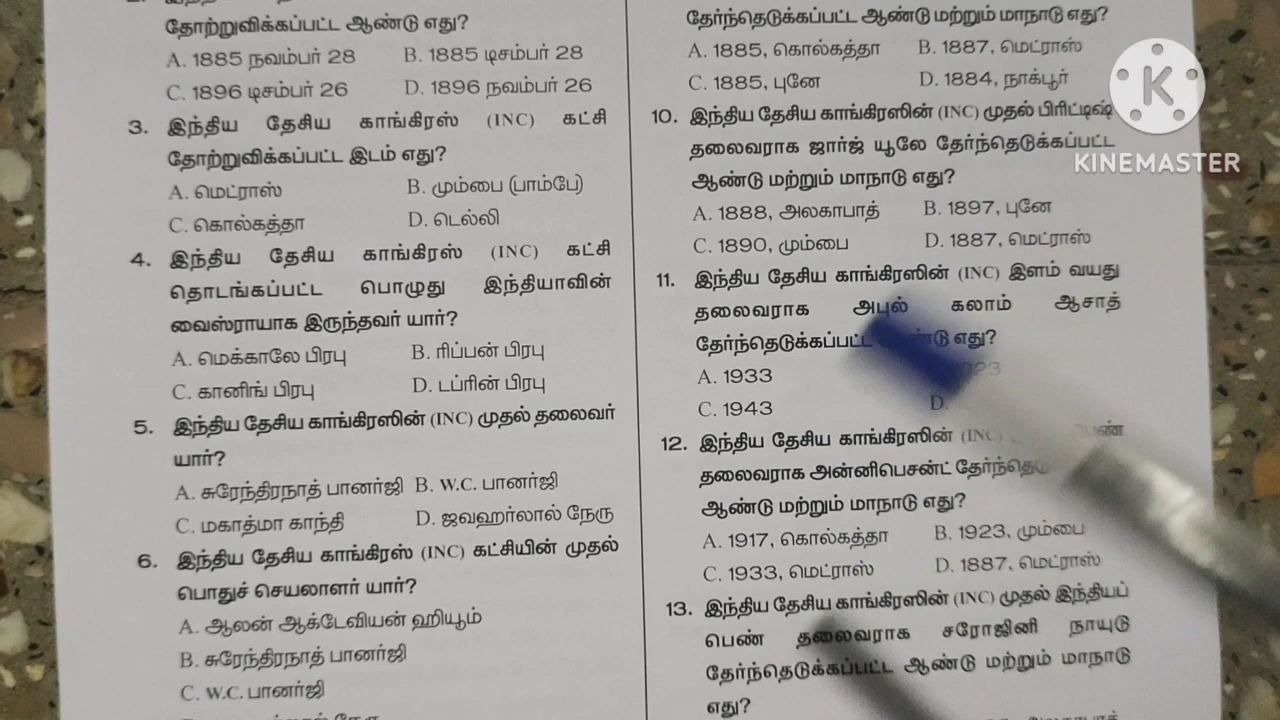 தோற்றுவிக்கப்பட்ட ஆண்டு எது?
A. 1885 நவம்பர் 28 B. 1885 டிசம்பர் 28
C. 1896 டிசம்பர் 26 D. 1896 நவம்பர் 26
3. இந்திய தேசிய காங்கிரஸ் (INC) கட்சி
தோற்றுவிக்கப்பட்ட இடம் எது?
A. மெட்ராஸ் B. மும்பை (பாம்பே)
C. கொல்கத்தா D. டெல்லி
4. இந்திய தேசிய காங்கிரஸ் (INC) கட்சி
தொடங்கப்பட்ட பொழுது இந்தியாவின்
வைஸ்ராயாக இருந்தவர் யார்?
A. மெக்காலே பிரபு B. ரிப்பன் பிரபு
C. கானிங் பிரபு D. டப்ரின் பிரபு
5. இந்திய தேசிய காங்கிரஸின் (INC) முதல் தலைவர்
யார்?
A. சுரேந்திரநாத் பானர்ஜி B. W.C. பானர்ஜி
C. மகாத்மா காந்தி D. ஜவஹர்லால் நேரு
6. இந்திய தேசிய காங்கிரஸ் (INC) கட்சியின் முதல்
பொதுச் செயலாளர் யார்?
A. ஆலன் ஆக்டேவியன் ஹியூம்
B. சுரேந்திரநாத் பானர்ஜி
C. W.C. பானர்ஜி
தேர்ந்தெடுக்கப்பட்ட ஆண்டு மற்றும் மாநாடு எது?
A. 1885, கொல்கத்தா B. 1887, மெட்ராஸ்
C. 1885, புனே D. 1884, நாக்பூர்
10. இந்திய தேசிய காங்கிரஸின் (INC) முதல் பிரிட்டிஷ்
தலைவராக ஜார்ஜ் யூலே தேர்ந்தெடுக்கப்பட்ட
ஆண்டு மற்றும் மாநாடு எது?
A. 1888, அலகாபாத் B. 1897, புனே
C. 1890, மும்பை D. 1887, மெட்ராஸ்
11. இந்திய தேசிய காங்கிரஸின் (INC) இளம் வயது
தலைவராக அபுல் கலாம் ஆசாத்
தேர்ந்தெடுக்கப்பட்ட எது?
A. 1933
C. 1943 D.
12. இந்திய தேசிய காங்கிரஸின் (INC)
தலைவராக அன்னிபெசன்ட்
ஆண்டு மற்றும் மாநாடு எது?
A. 1917, கொல்கத்தா B. 1923, மும்பை
C. 1933, மெட்ராஸ் D. 1887, மெட்ராஸ்
13. இந்திய தேசிய காங்கிரஸின் (INC) முதல் இந்தியப்
பெண் தலைவராக சரோஜினி நாயுடு
தேர்ந்தெடுக்கப்பட்ட ஆண்டு மற்றும் மாநாடு
எது?
K
KINEMASTER